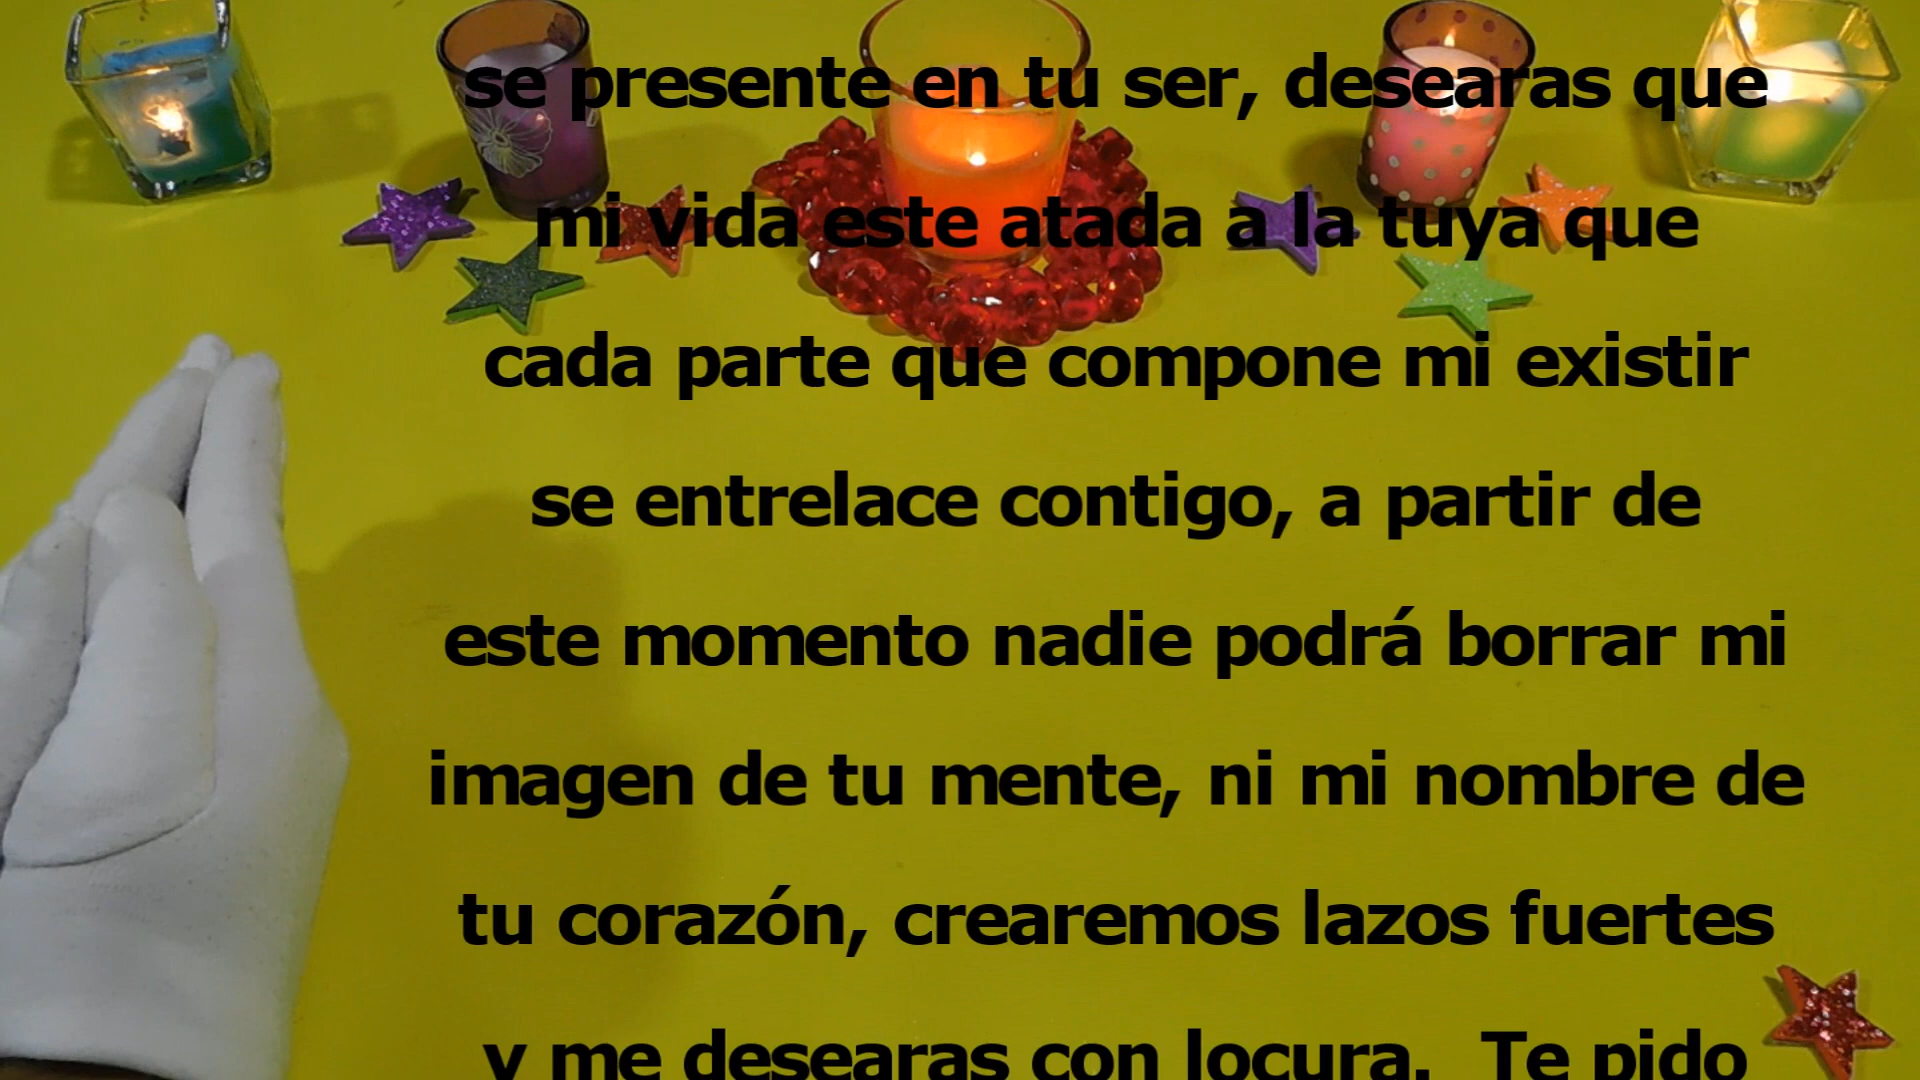 se presente en tu ser, desearas que
mi vida este atada a la tuya que
cada parte que compone mi existir
se entrelace contigo, a partir de
este momento nadie podrá borrar mi
imagen de tu mente, ni mi nombre de
tu corazón, crearemos lazos fuertes
y me desearas con locura. Te pido